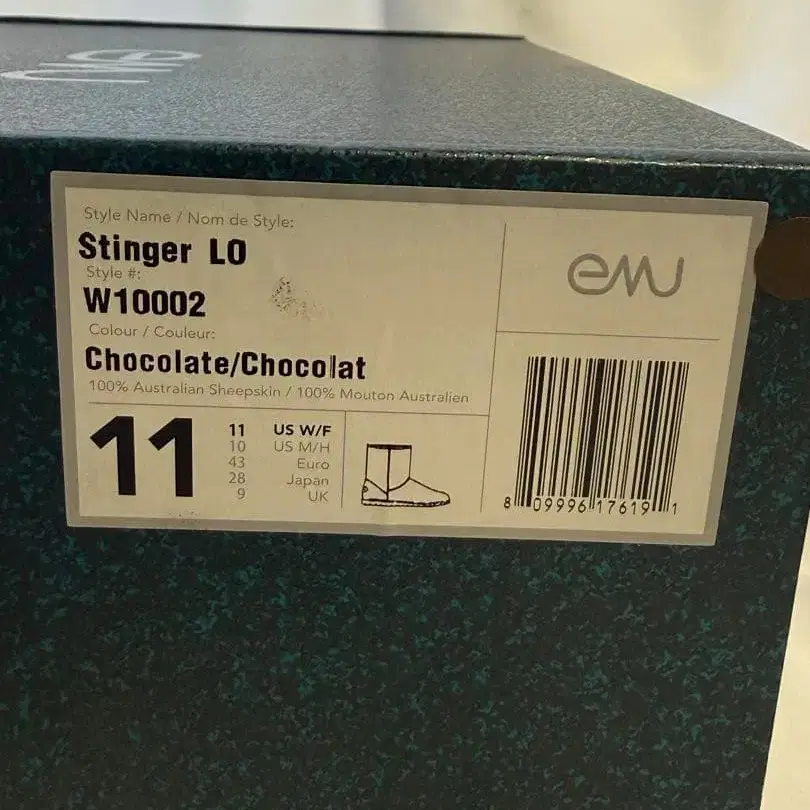 emu
Style Name / Nom de Style:
Stinger LO
Style #:
W10002
Colour / Couleur:
Chocolate/Chocolat
100% Australian Sheepskin / 100% Mouton Australien
11
11 US W/F
10 US M/H
43 Euro
28 Japan
9 UK
emu
8 09996 17619 1